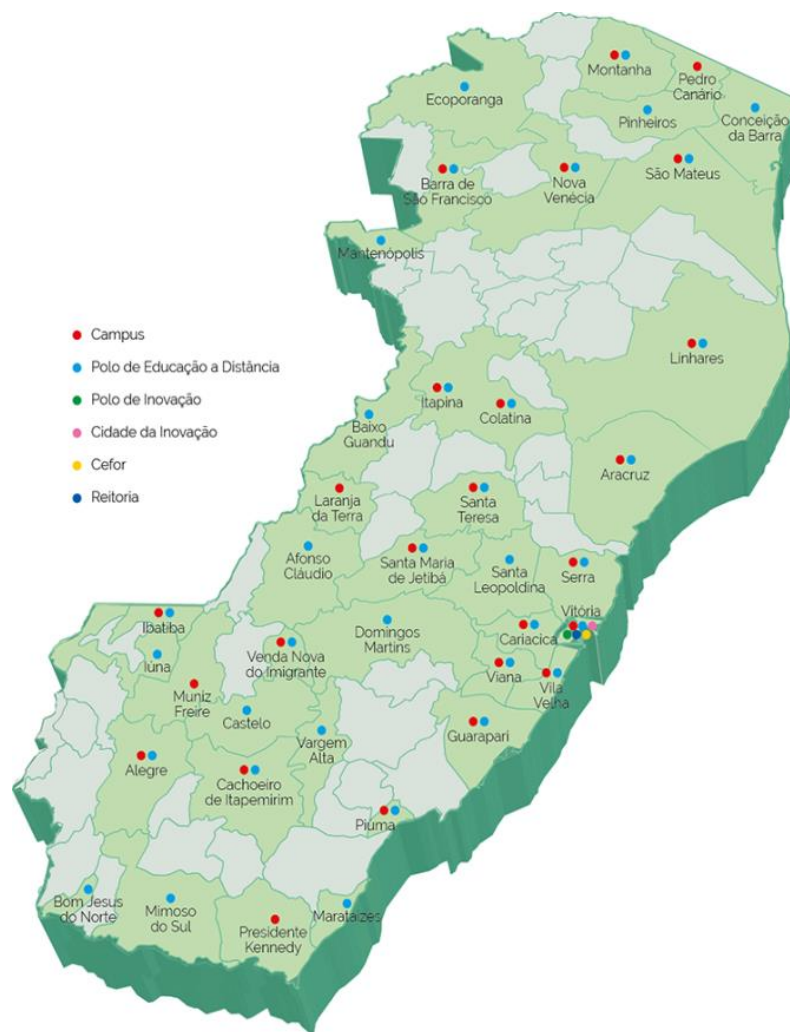 Montanha
Pedro
Canário
Ecoporanga
Pinheiros
Conceição
da Barra
Barra de
São Francisco
Nova
Venécia
São Mateus
Mantenópolis
Campus
Polo de Educação a Distância
Polo de Inovação
Cidade da Inovação
Cefor
Reitoria
Linhares
Itapina
Colatina
Baixo
Guandu
Aracruz
Laranja
da Terra
Santa
Teresa
Afonso
Cláudio
Santa Maria
de Jetibá
Santa
Leopoldina
Serra
Vitória
Ibatiba
Iúna
Domingos
Martins
Cariacica
Venda Nova
do Imigrante
Viana
Vila
Velha
Muniz
Freire
Castelo
Vargem
Alta
Guarapari
Alegre
Cachoeiro
de Itapemirim
Piúma
Bom Jesus
do Norte
Mimoso
do Sul
Presidente
Kennedy
Marataízes